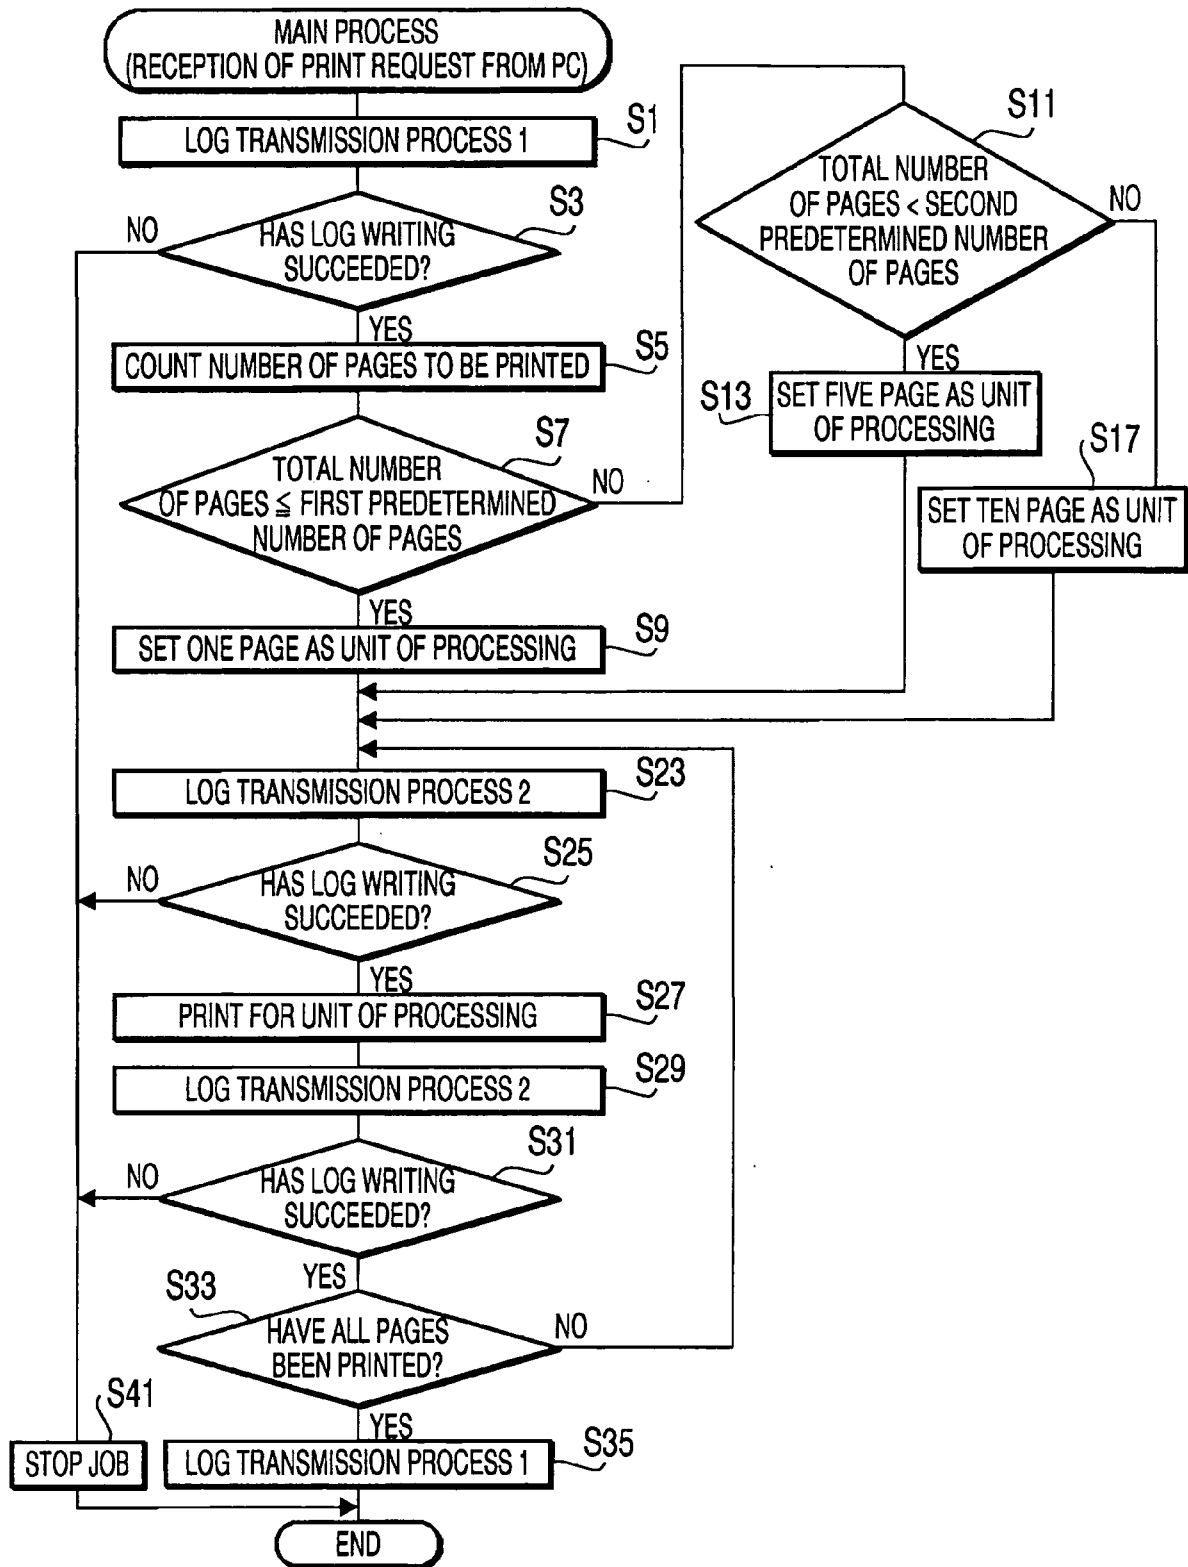 MAIN PROCESS
(RECEPTION OF PRINT REQUEST FROM PC)
LOG TRANSMISSION PROCESS 1
S1
HAS LOG WRITING
SUCCEEDED?
S3
NO
YES
COUNT NUMBER OF PAGES TO BE PRINTED
S5
TOTAL NUMBER
OF PAGES ≦ FIRST PREDETERMINED
NUMBER OF PAGES
S7
NO
YES
SET ONE PAGE AS UNIT OF PROCESSING
S9
TOTAL NUMBER
OF PAGES < SECOND
PREDETERMINED NUMBER
OF PAGES
S11
NO
YES
S13
SET FIVE PAGE AS UNIT
OF PROCESSING
S17
SET TEN PAGE AS UNIT
OF PROCESSING
LOG TRANSMISSION PROCESS 2
S23
HAS LOG WRITING
SUCCEEDED?
S25
NO
YES
PRINT FOR UNIT OF PROCESSING
S27
LOG TRANSMISSION PROCESS 2
S29
HAS LOG WRITING
SUCCEEDED?
S31
NO
YES
S33
HAVE ALL PAGES
BEEN PRINTED?
NO
YES
S41
STOP JOB
LOG TRANSMISSION PROCESS 1
S35
END